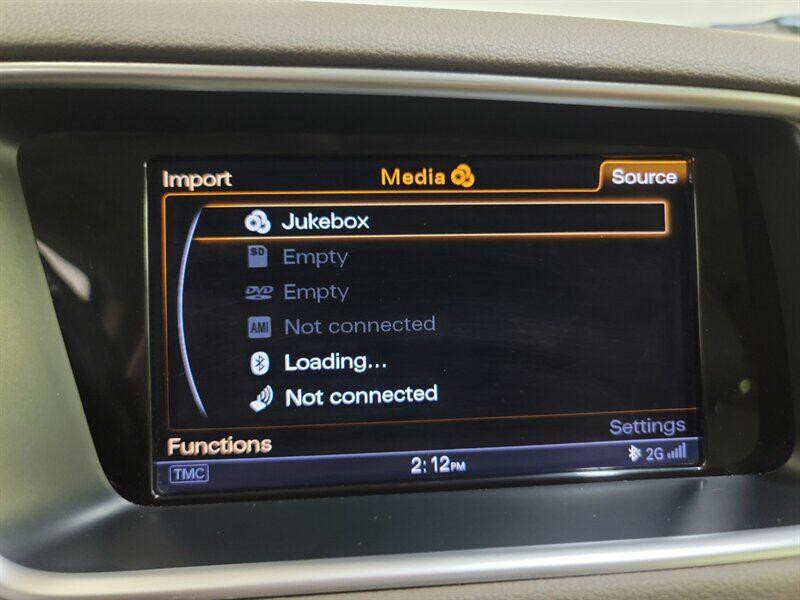 Import Media Source
Jukebox
SD Empty
DVD Empty
AMI Not connected
Loading...
Not connected
Functions Settings
TMC 2:12PM 2G